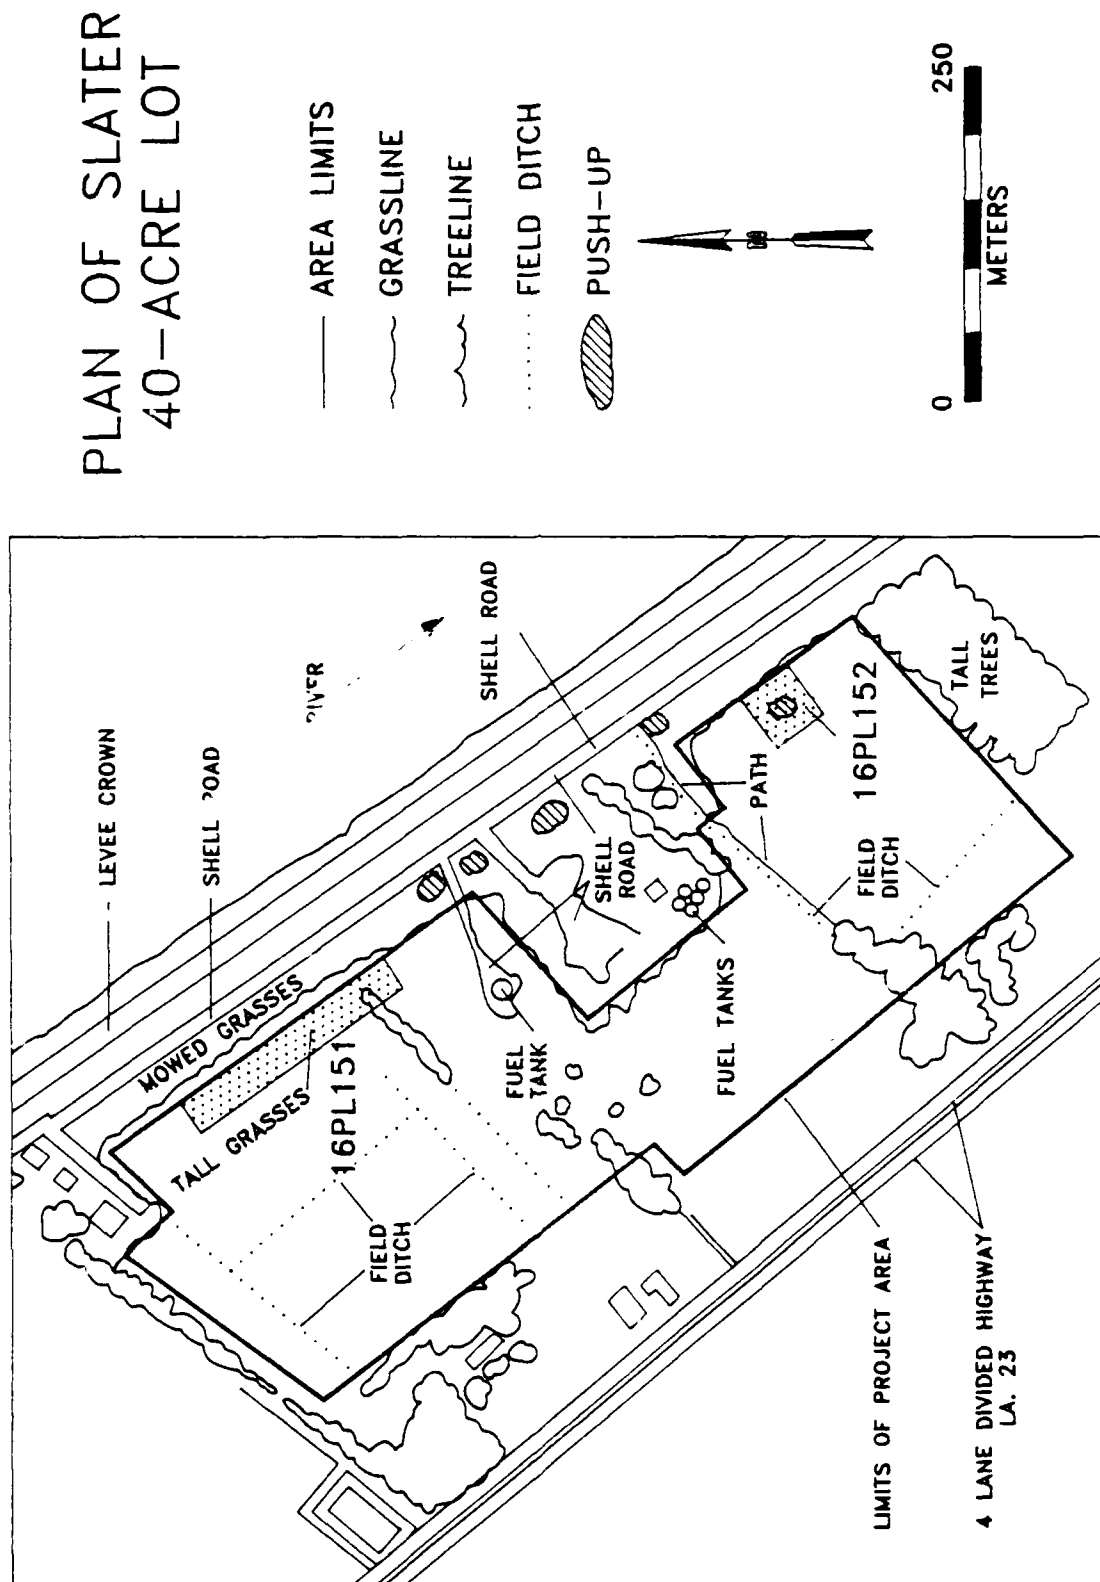 PLAN OF SLATER
40-ACRE LOT
AREA LIMITS
GRASSLINE
TREELINE
FIELD DITCH
PUSH-UP
0
250
METERS
LEVEE CROWN
SHELL ROAD
RIVER
SHELL ROAD
MOWED GRASSES
TALL GRASSES
16PL151
FIELD
DITCH
FUEL
TANK
SHELL
ROAD
FUEL TANKS
PATH
16PL152
FIELD
DITCH
TALL
TREES
LIMITS OF PROJECT AREA
4 LANE DIVIDED HIGHWAY
LA. 23